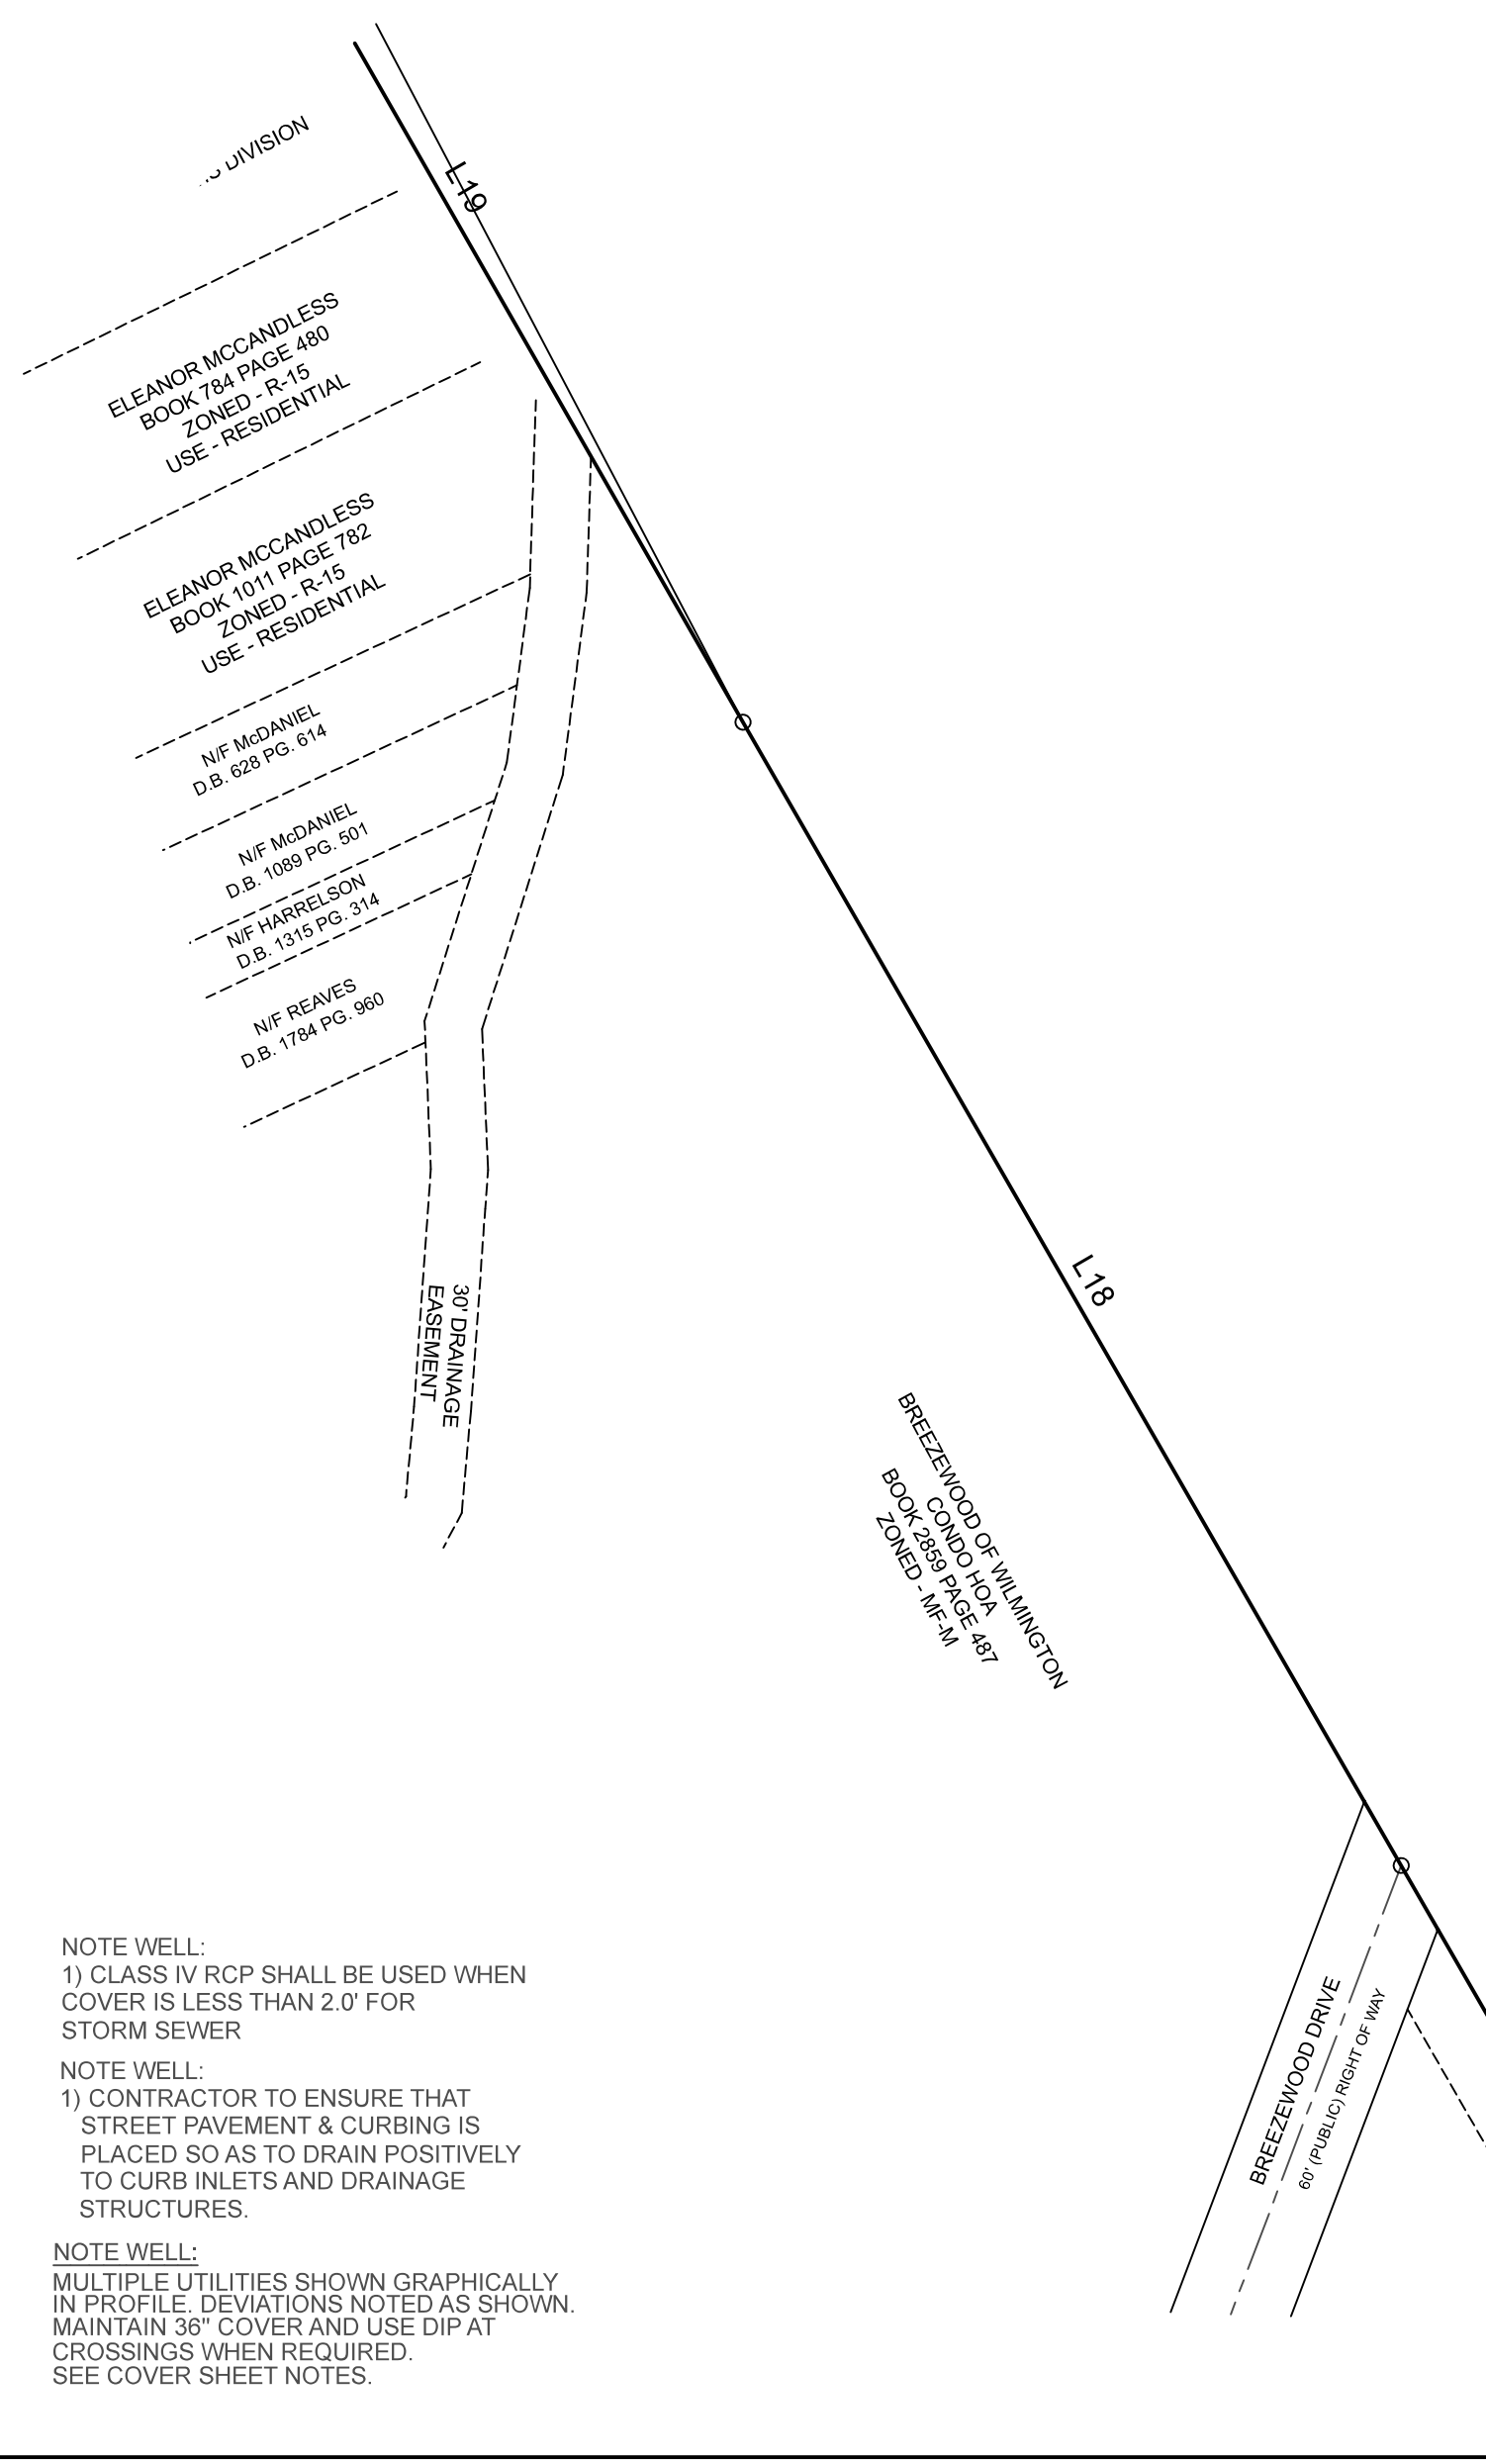 DIVISION
L19
ELEANOR MCCANDLESS
BOOK 784 PAGE 480
ZONED - R-15
USE - RESIDENTIAL
ELEANOR MCCANDLESS
BOOK 1011 PAGE 782
ZONED - R-15
USE - RESIDENTIAL
N/F McDANIEL
D.B. 628 PG. 614
N/F McDANIEL
D.B. 1089 PG. 501
N/F HARRELSON
D.B. 1315 PG. 314
N/F REAVES
D.B. 1784 PG. 960
30' DRAINAGE
EASEMENT
L18
BREEZEWOOD OF WILMINGTON
CONDO HOA
BOOK 2859 PAGE 487
ZONED - MF-M
BREEZEWOOD DRIVE
60' (PUBLIC) RIGHT OF WAY
NOTE WELL:
1) CLASS IV RCP SHALL BE USED WHEN
COVER IS LESS THAN 2.0' FOR
STORM SEWER
NOTE WELL:
1) CONTRACTOR TO ENSURE THAT
STREET PAVEMENT & CURBING IS
PLACED SO AS TO DRAIN POSITIVELY
TO CURB INLETS AND DRAINAGE
STRUCTURES.
NOTE WELL:
MULTIPLE UTILITIES SHOWN GRAPHICALLY
IN PROFILE. DEVIATIONS NOTED AS SHOWN.
MAINTAIN 36" COVER AND USE DIP AT
CROSSINGS WHEN REQUIRED.
SEE COVER SHEET NOTES.